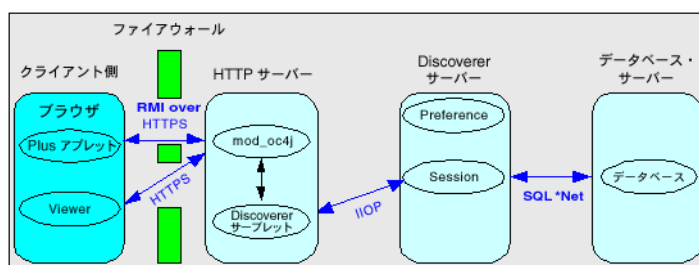 ファイアウォール
クライアント側
HTTP サーバー
Discoverer
サーバー
データベース・
サーバー
ブラウザ
RMI over
HTTPS
Plus アプレット
mod_oc4j
Preference
Session
データベース
Viewer
HTTPS
Discoverer
サーブレット
IIOP
SQL *Net